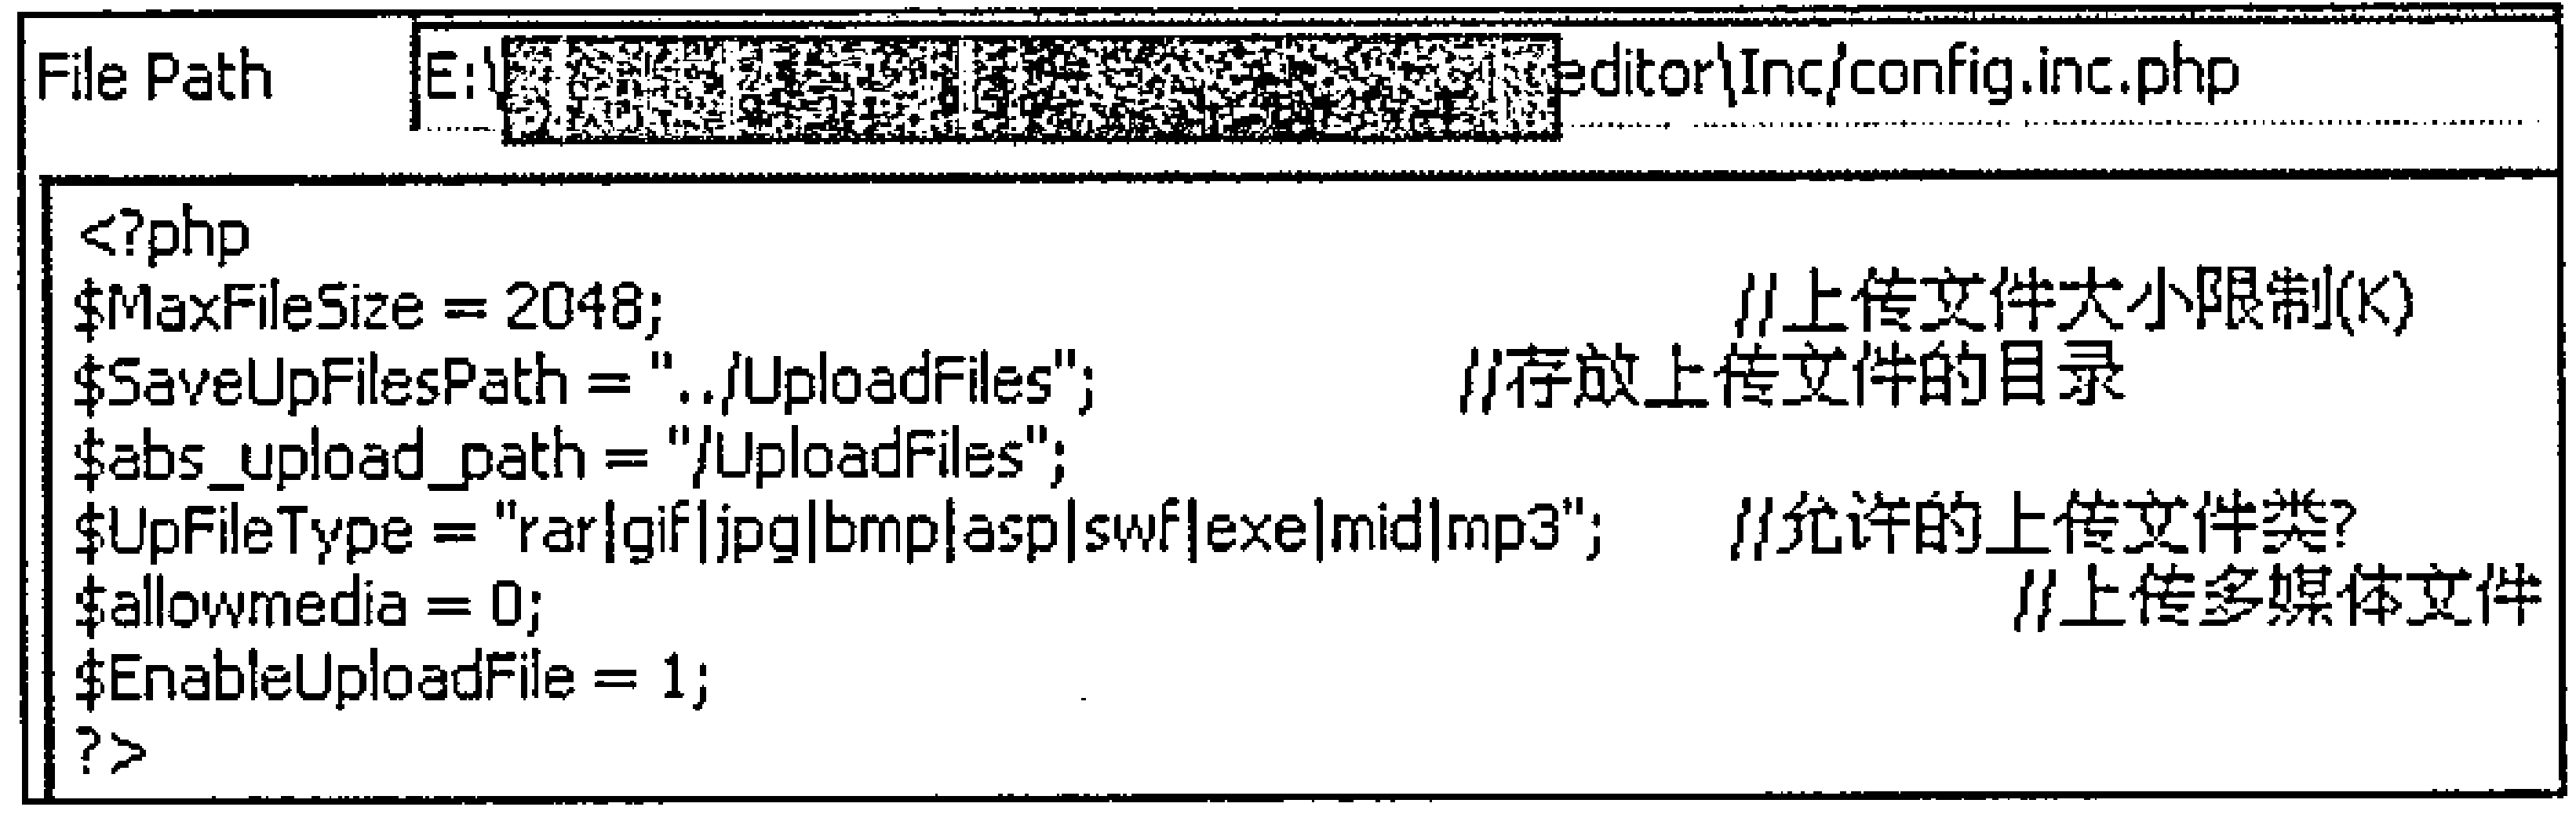 File Path E:\ editor\Inc/config.inc.php
<?php
$MaxFileSize = 2048; //上传文件大小限制(K)
$SaveUpFilesPath = "../UploadFiles"; //存放上传文件的目录
$abs_upload_path = "/UploadFiles";
$UpFileType = "rar|gif|jpg|bmp|asp|swf|exe|mid|mp3"; //允许的上传文件类?
$allowmedia = 0; //上传多媒体文件
$EnableUploadFile = 1;
?>